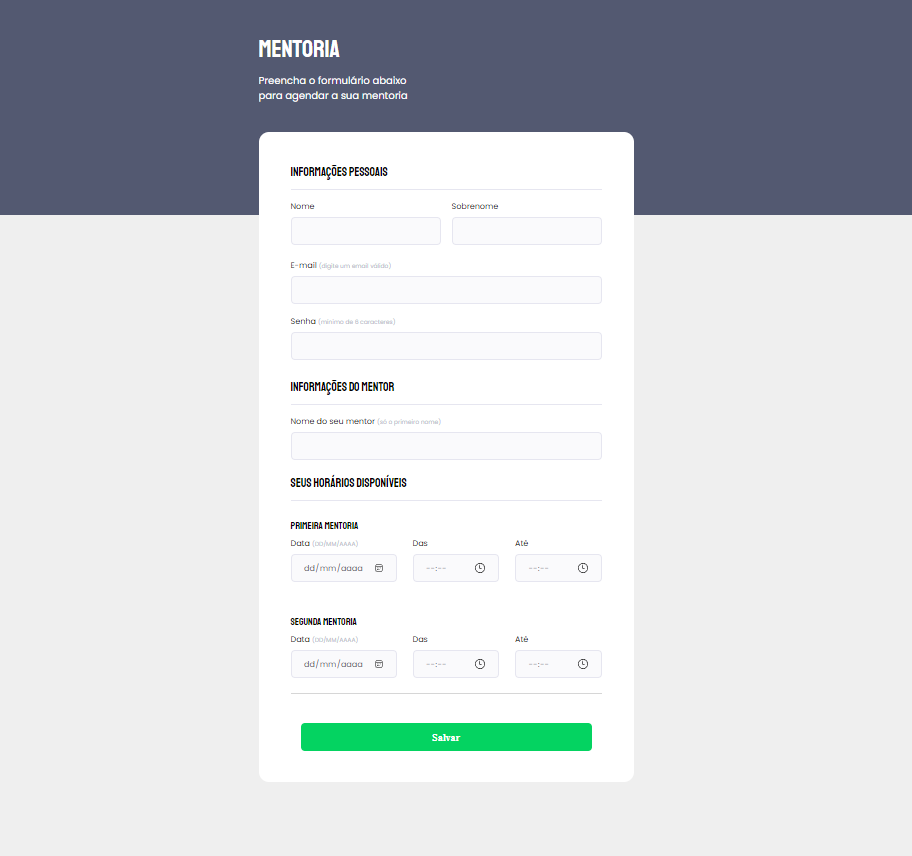 MENTORIA
Preencha o formulário abaixo
para agendar a sua mentoria
INFORMAÇÕES PESSOAIS
Nome Sobrenome
E-mail (digite um email válido)
Senha (mínimo de 6 caracteres)
INFORMAÇÕES DO MENTOR
Nome do seu mentor (só o primeiro nome)
SEUS HORÁRIOS DISPONÍVEIS
PRIMEIRA MENTORIA
Data (DD/MM/AAAA) Das Até
dd/mm/aaaa --:-- --:--
SEGUNDA MENTORIA
Data (DD/MM/AAAA) Das Até
dd/mm/aaaa --:-- --:--
Salvar